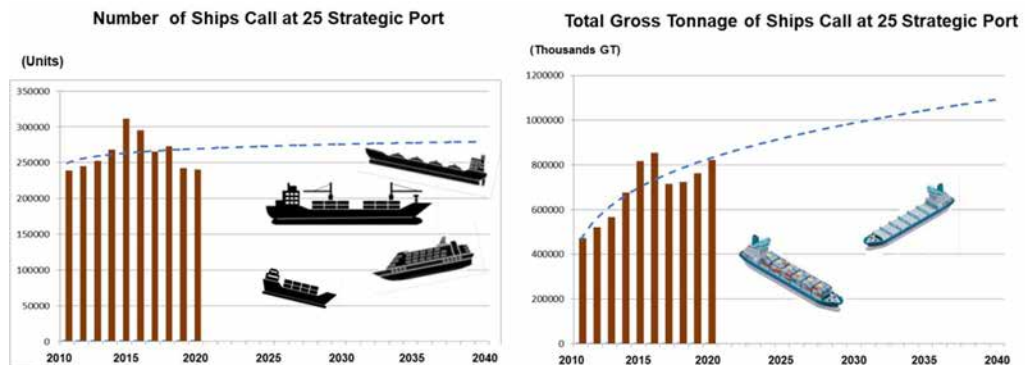 Number of Ships Call at 25 Strategic Port
(Units)
350000
300000
250000
200000
150000
100000
50000
0
2010 2015 2020 2025 2030 2035 2040
Total Gross Tonnage of Ships Call at 25 Strategic Port
(Thousands GT)
1200000
1000000
800000
600000
400000
200000
0
2010 2015 2020 2025 2030 2035 2040